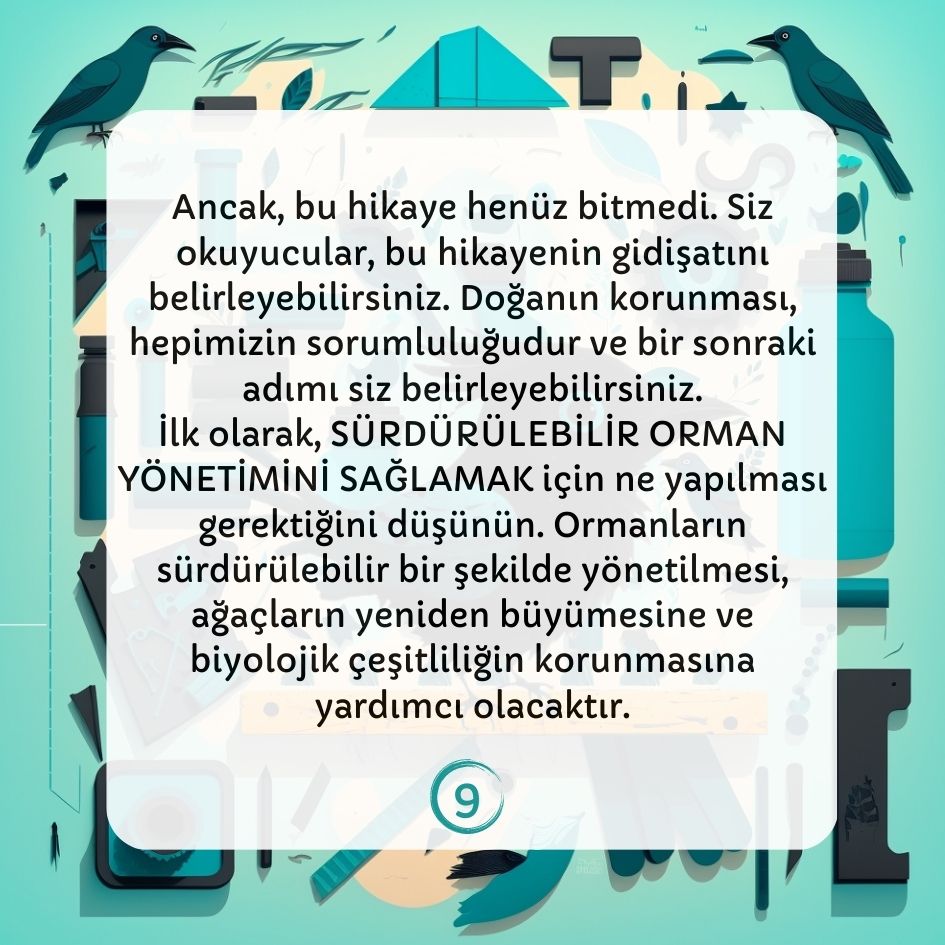 Ancak, bu hikaye henüz bitmedi. Siz
okuyucular, bu hikayenin gidişatını
belirleyebilirsiniz. Doğanın korunması,
hepimizin sorumluluğudur ve bir sonraki
adımı siz belirleyebilirsiniz.
İlk olarak, SÜRDÜRÜLEBİLİR ORMAN
YÖNETİMİNİ SAĞLAMAK için ne yapılması
gerektiğini düşünün. Ormanların
sürdürülebilir bir şekilde yönetilmesi,
ağaçların yeniden büyümesine ve
biyolojik çeşitliliğin korunmasına
yardımcı olacaktır.
9